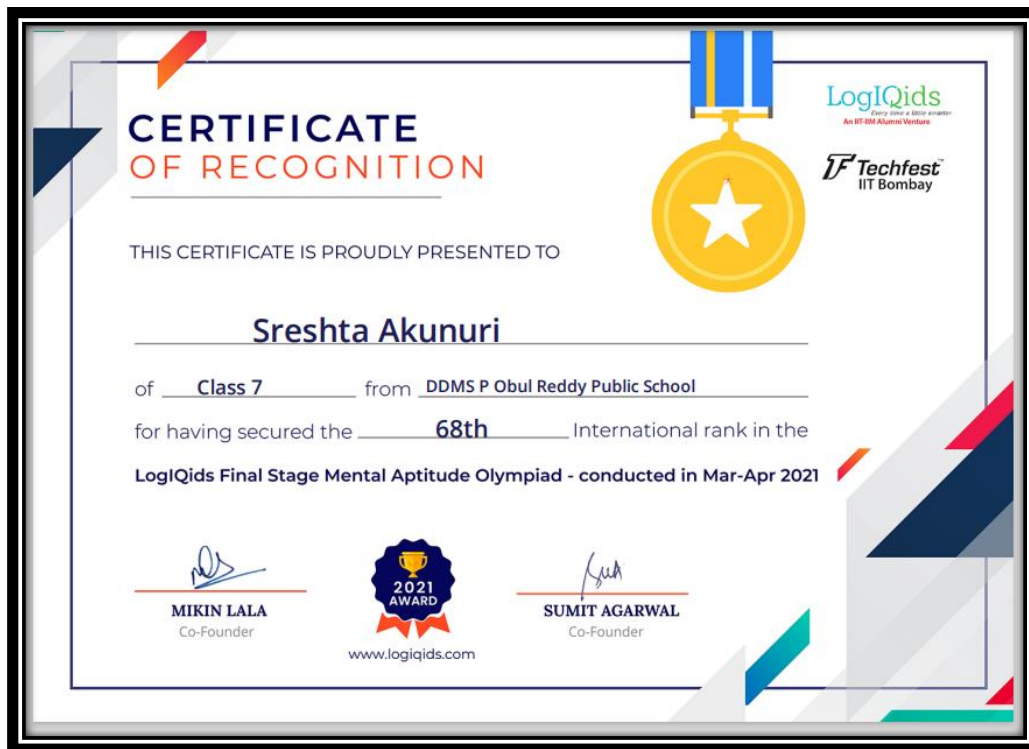 CERTIFICATE
OF RECOGNITION
LogIQids
Every time a little smarter
An IIT-IIM Alumni Venture
TF Techfest™
IIT Bombay
THIS CERTIFICATE IS PROUDLY PRESENTED TO
Sreshta Akunuri
of Class 7 from DDMS P Obul Reddy Public School
for having secured the 68th International rank in the
LogIQids Final Stage Mental Aptitude Olympiad - conducted in Mar-Apr 2021
MIKIN LALA
Co-Founder
2021
AWARD
www.logiqids.com
SUMIT AGARWAL
Co-Founder